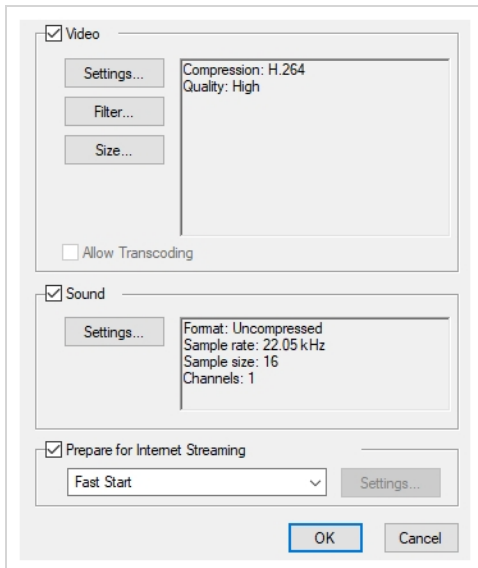 Video
Settings...
Compression: H.264
Quality: High
Filter...
Size...
Allow Transcoding
Sound
Settings...
Format: Uncompressed
Sample rate: 22.05 kHz
Sample size: 16
Channels: 1
Prepare for Internet Streaming
Fast Start
Settings...
OK
Cancel